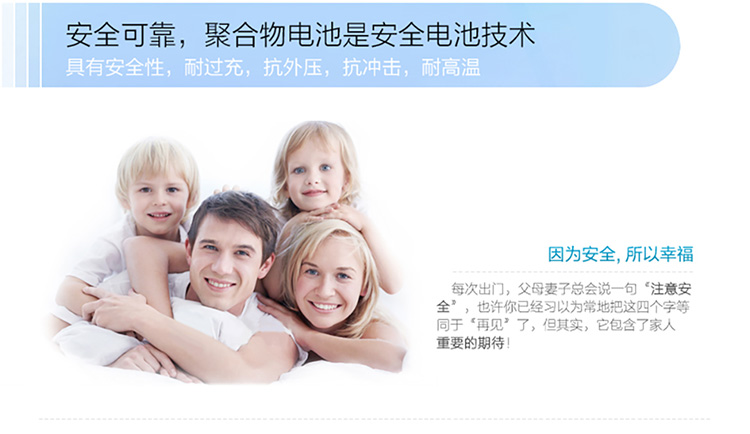 安全可靠，聚合物电池是安全电池技术
具有安全性，耐过充，抗外压，抗冲击，耐高温
因为安全, 所以幸福
每次出门，父母妻子总会说一句“注意安
全”，也许你已经习以为常地把这四个字等
同于“再见”了，但其实，它包含了家人
重要的期待!